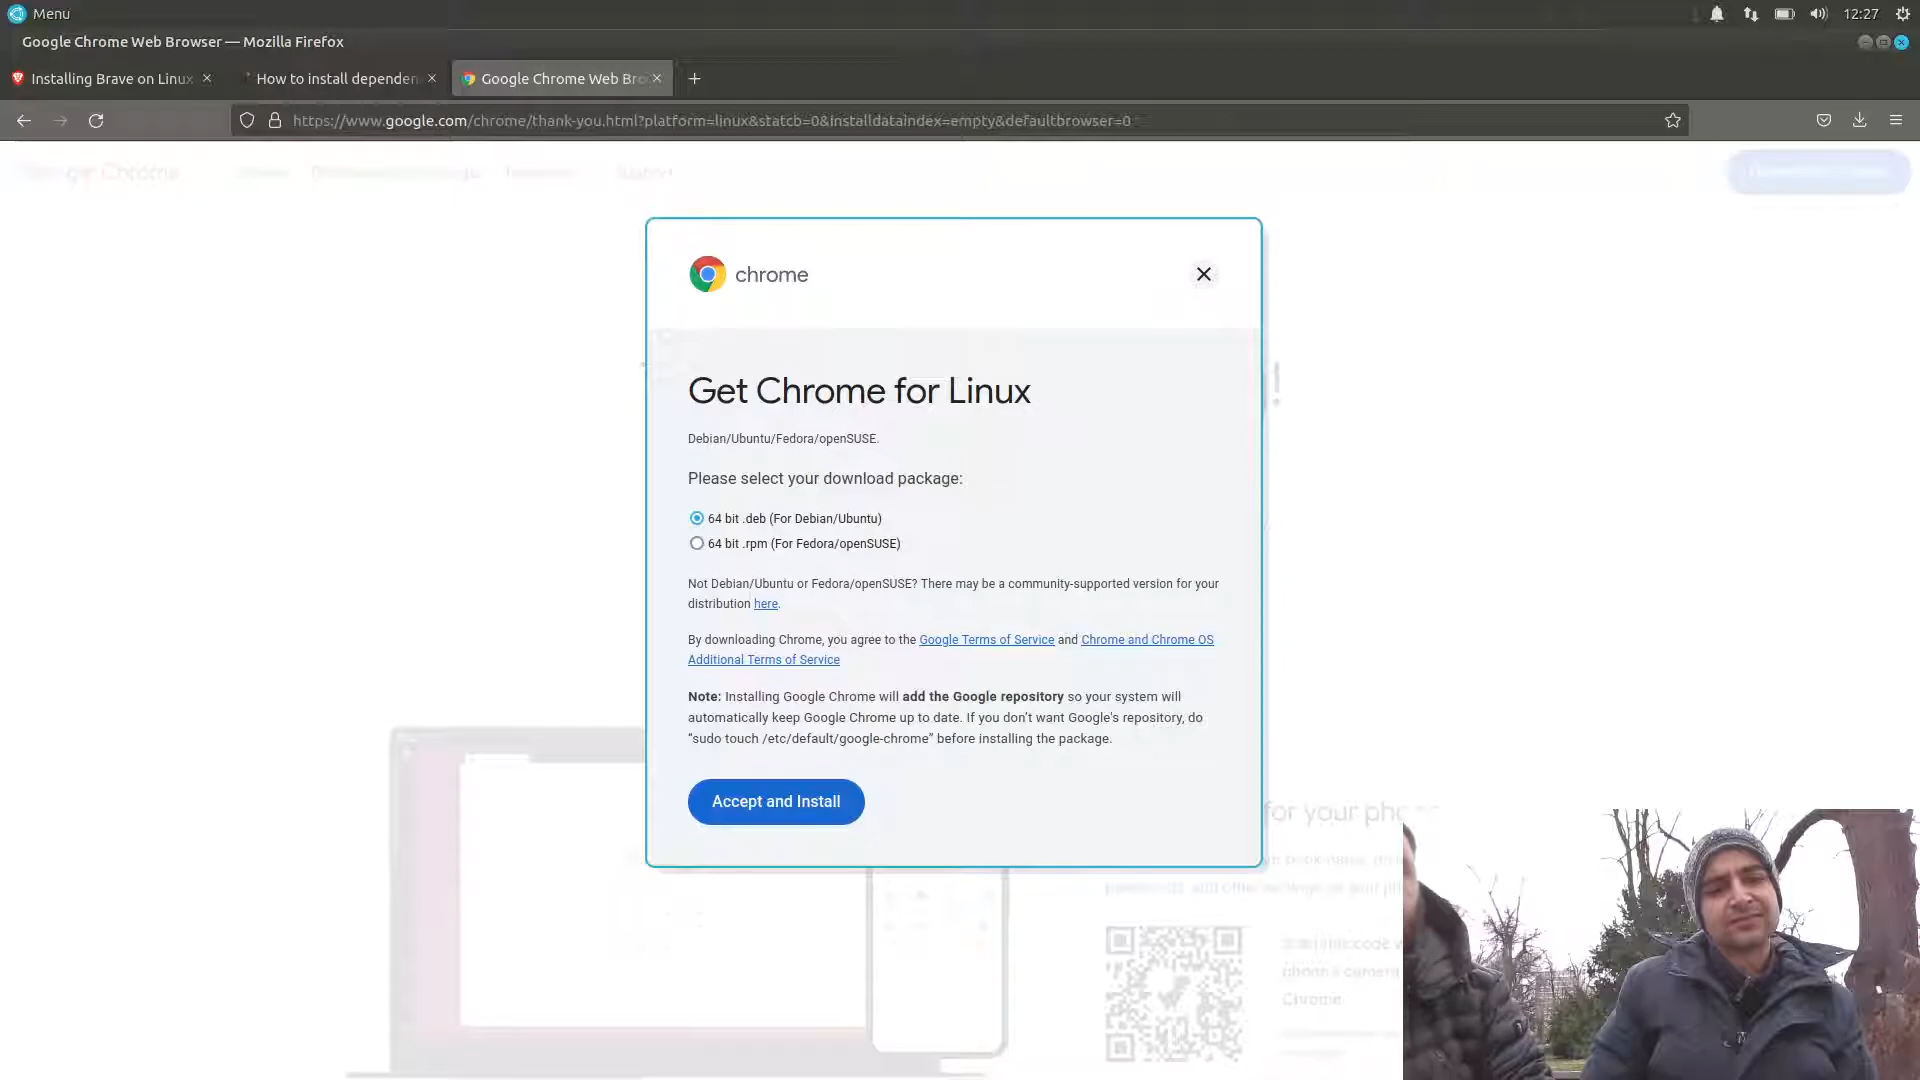 Menu
12:27
Google Chrome Web Browser — Mozilla Firefox
Installing Brave on Linux
How to install depender
Google Chrome Web Bro
https://www.google.com/chrome/thank-you.html?platform=linux&statcb=0&installdataindex=empty&defaultbrowser=0
chrome
Get Chrome for Linux
Debian/Ubuntu/Fedora/openSUSE.
Please select your download package:
64 bit .deb (For Debian/Ubuntu)
64 bit .rpm (For Fedora/openSUSE)
Not Debian/Ubuntu or Fedora/openSUSE? There may be a community-supported version for your
distribution here.
By downloading Chrome, you agree to the Google Terms of Service and Chrome and Chrome OS
Additional Terms of Service
Note: Installing Google Chrome will add the Google repository so your system will
automatically keep Google Chrome up to date. If you don't want Google's repository, do
“sudo touch /etc/default/google-chrome” before installing the package.
Accept and Install
for your
Chrome